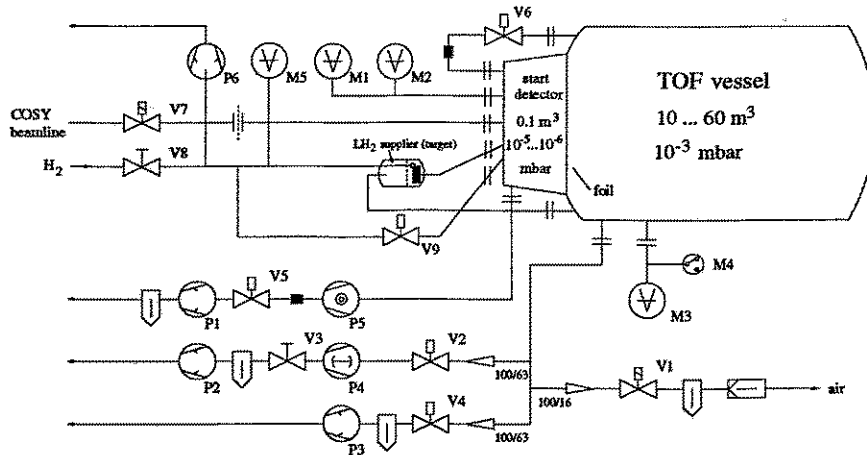 V6
P6
M5
M1
M2
start
detector
0.1 m³
10⁻⁵...10⁻⁶
mbar
TOF vessel
10 ... 60 m³
10⁻³ mbar
COSY
beamline
V7
H₂
V8
LH₂ supplier (target)
foil
V9
M4
M3
V5
P1
P5
V3
V2
P2
P4
100/63
V1
air
100/16
V4
P3
100/63